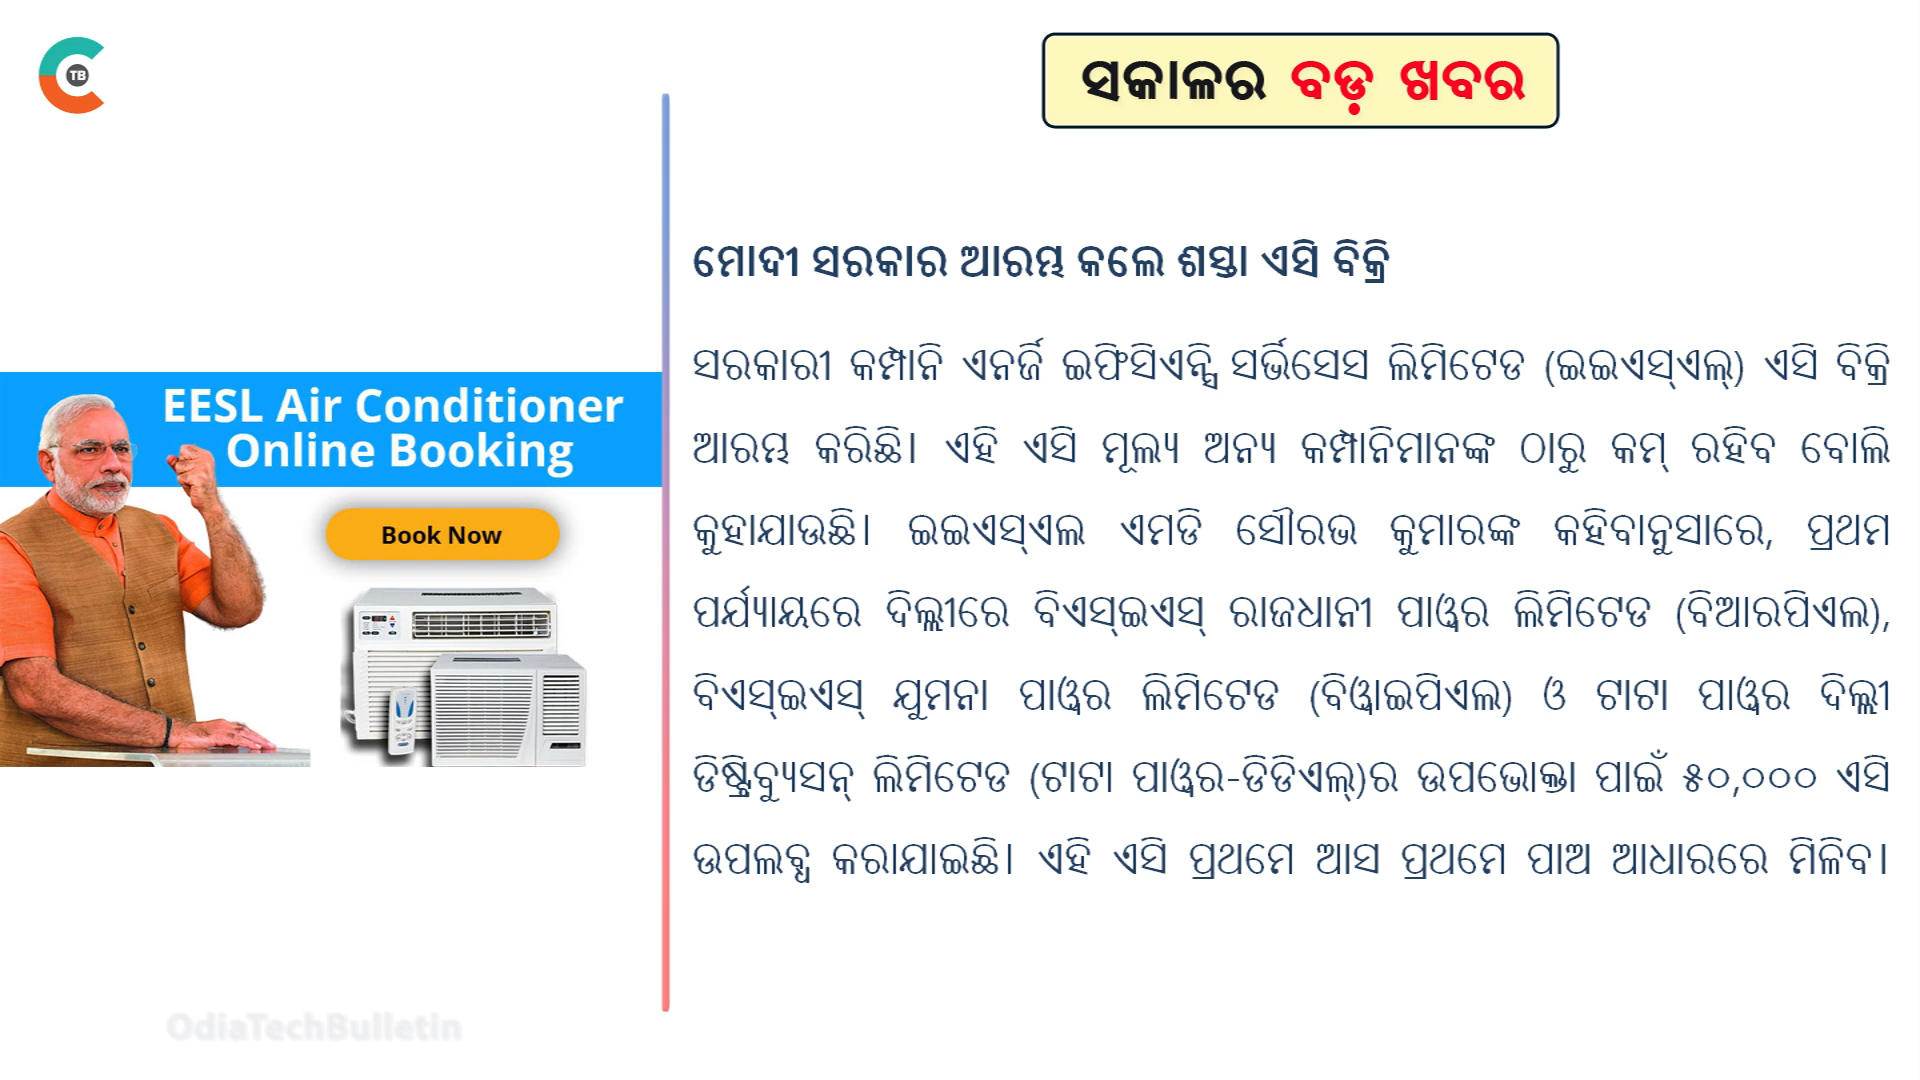 TB
ସକାଳର ବଡ଼ ଖବର
ମୋଦୀ ସରକାର ଆରମ୍ଭ କଲେ ଶସ୍ତା ଏସି ବିକ୍ରି
ସରକାରୀ କମ୍ପାନି ଏନର୍ଜି ଇଫିସିଏନ୍ସି ସର୍ଭିସେସ ଲିମିଟେଡ (ଇଇଏସ୍ଏଲ୍) ଏସି ବିକ୍ରି
ଆରମ୍ଭ କରିଛି। ଏହି ଏସି ମୂଲ୍ୟ ଅନ୍ୟ କମ୍ପାନିମାନଙ୍କ ଠାରୁ କମ୍ ରହିବ ବୋଲି
କୁହାଯାଉଛି। ଇଇଏସ୍ଏଲ ଏମଡି ସୌରଭ କୁମାରଙ୍କ କହିବାନୁସାରେ, ପ୍ରଥମ
ପର୍ଯ୍ୟାୟରେ ଦିଲ୍ଲୀରେ ବିଏସ୍ଇଏସ୍ ରାଜଧାନୀ ପାୱର ଲିମିଟେଡ (ବିଆରପିଏଲ),
ବିଏସ୍ଇଏସ୍ ଯୁମନା ପାୱର ଲିମିଟେଡ (ବିୱାଇପିଏଲ) ଓ ଟାଟା ପାୱର ଦିଲ୍ଲୀ
ଡିଷ୍ଟ୍ରିବ୍ୟୁସନ୍ ଲିମିଟେଡ (ଟାଟା ପାୱର-ଡିଡିଏଲ୍)ର ଉପଭୋକ୍ତା ପାଇଁ ୫୦,୦୦୦ ଏସି
ଉପଲବ୍ଧ କରାଯାଇଛି। ଏହି ଏସି ପ୍ରଥମେ ଆସ ପ୍ରଥମେ ପାଅ ଆଧାରରେ ମିଳିବ।
EESL Air Conditioner
Online Booking
Book Now
OdiaTechBulletin